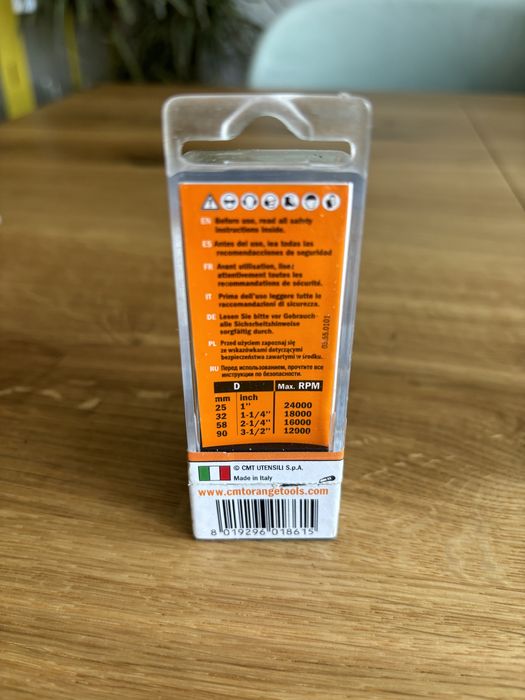 EN Before use, read all safety
instructions inside.
ES Antes del uso, lea todas las
recomendaciones de seguridad
FR Avant utilisation, lisez
attentivement toutes les
recommandations de sécurité.
IT Prima dell'uso leggere tutte le
raccomandazioni di sicurezza.
DE Lesen Sie bitte vor Gebrauch
alle Sicherheitshinweise
sorgfältig durch.
PL Przed użyciem zapoznaj się
ze wskazówkami dotyczącymi
bezpieczeństwa zawartymi w środku.
RU Перед использованием, прочтите все
инструкции по безопасности.
05.55.0101
D Max. RPM
mm inch
25 1" 24000
32 1-1/4" 18000
58 2-1/4" 16000
90 3-1/2" 12000
© CMT UTENSILI S.p.A.
Made in Italy
www.cmtorangetools.com
8 019296 018615